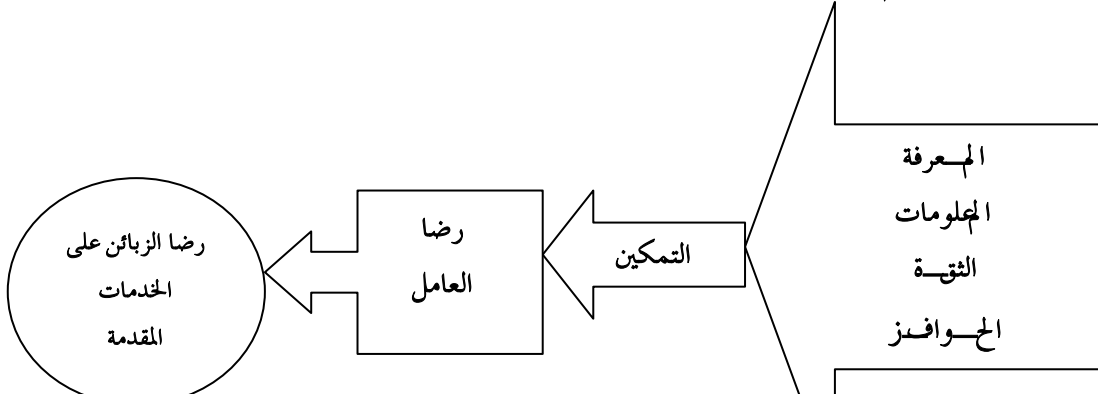 المعرفة
المعلومات
الثقة
الحوافز
التمكين
رضا
العامل
رضا الزبائن على
الخدمات
المقدمة